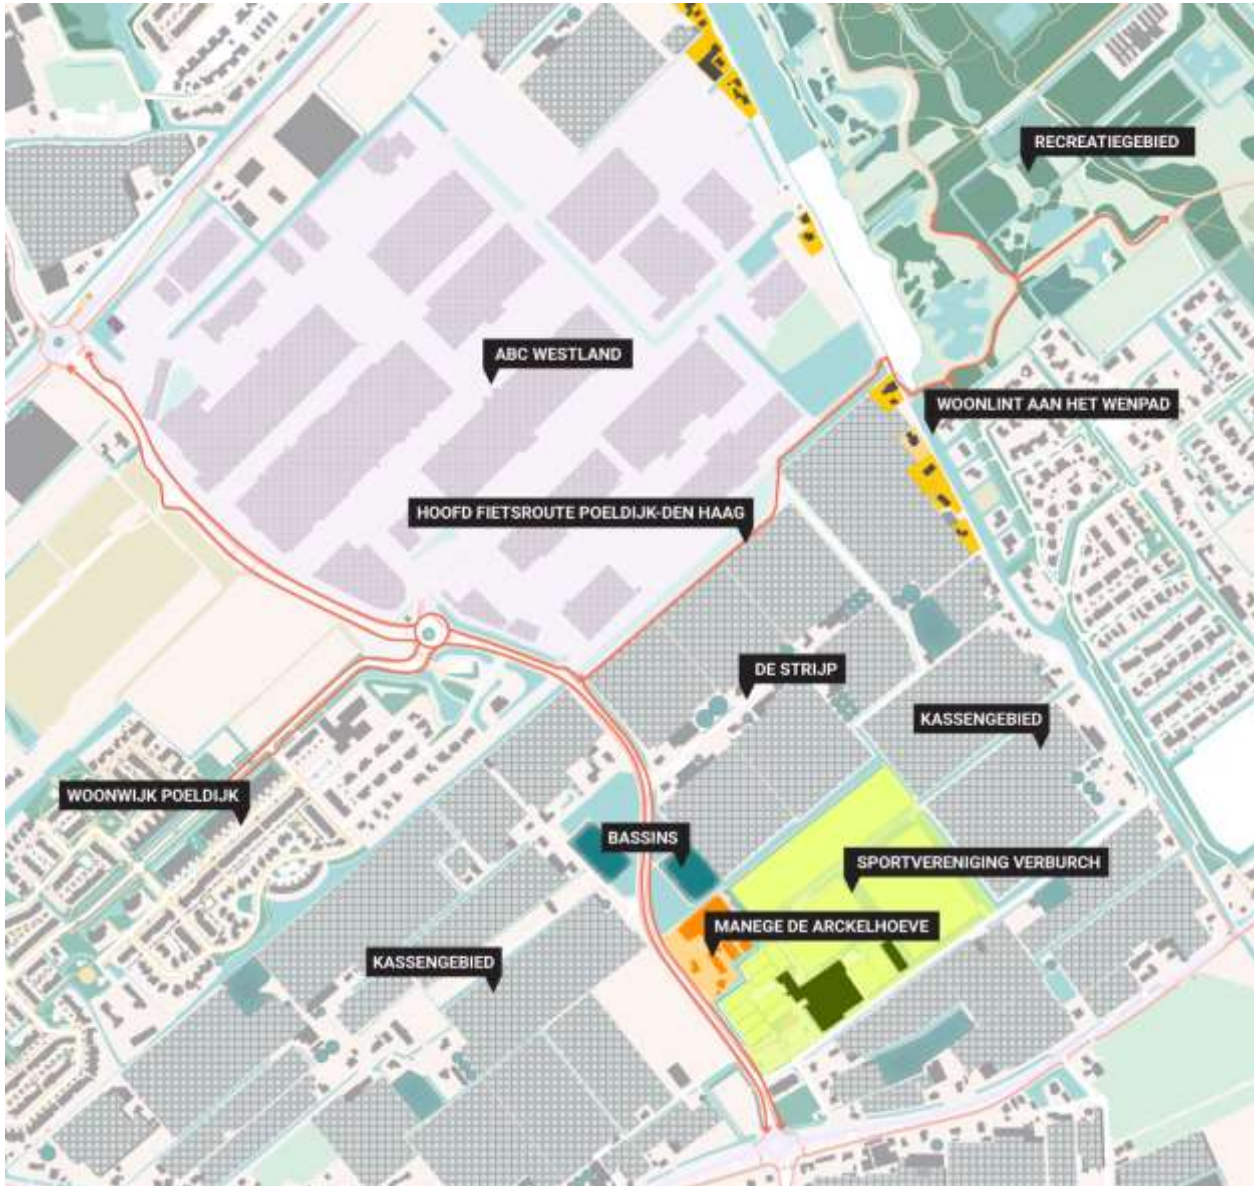 RECREATIEGEBIED
ABC WESTLAND
WOONLINT AAN HET WENPAD
HOOFD FIETSROUTE POELDIJK-DEN HAAG
DE STRIJP
KASSENGEBIED
WOONWIJK POELDIJK
BASSINS
SPORTVERENIGING VERBURCH
MANEGE DE ARCKELHOEVE
KASSENGEBIED